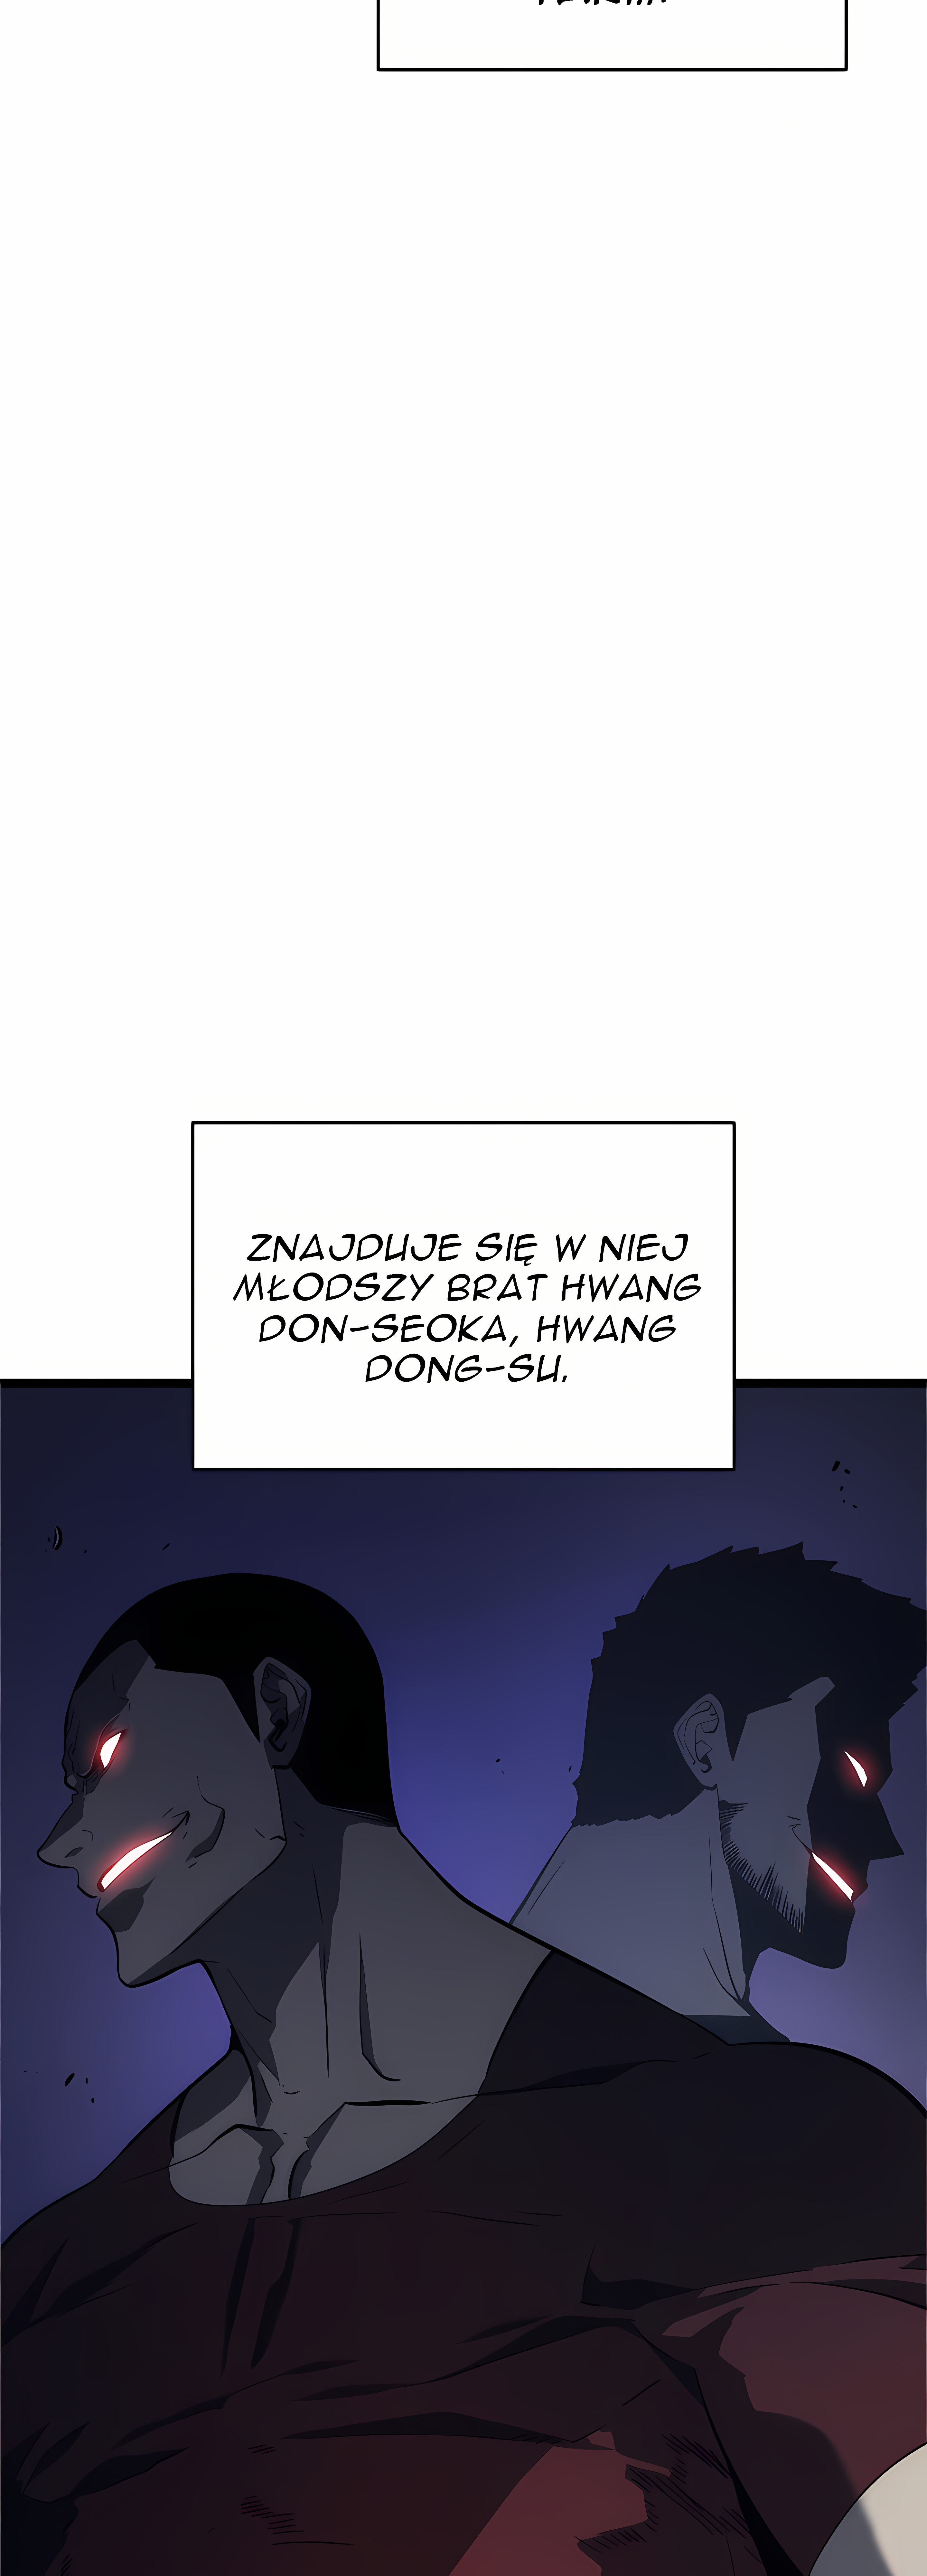 ZNAJDUJE SIĘ W NIEJ
MŁODSZY BRAT HWANG
DON-SEOKA, HWANG
DONG-SU.